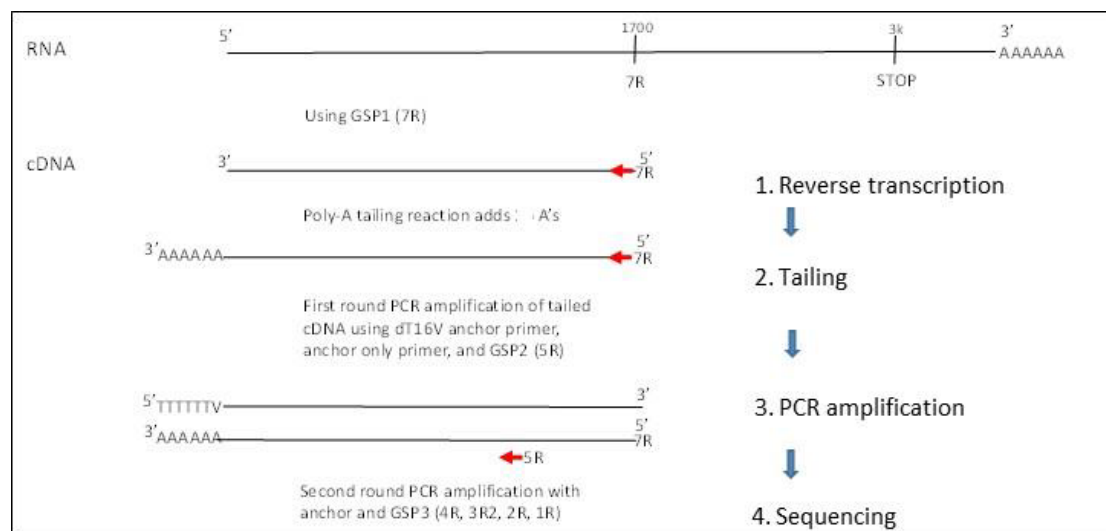 5’ 1700 3k 3’
RNA AAAAAA
7R STOP
Using GSP1 (7R)
cDNA 3’ 5’
7R
1. Reverse transcription
Poly-A tailing reaction adds : A’s
5’
3’AAAAAA 7R
2. Tailing
First round PCR amplification of tailed
cDNA using dT16V anchor primer,
anchor only primer, and GSP2 (5R)
5’TTTTTTV 3’
3. PCR amplification
3’AAAAAA 5’
7R
5R
Second round PCR amplification with
anchor and GSP3 (4R, 3R2, 2R, 1R)
4. Sequencing